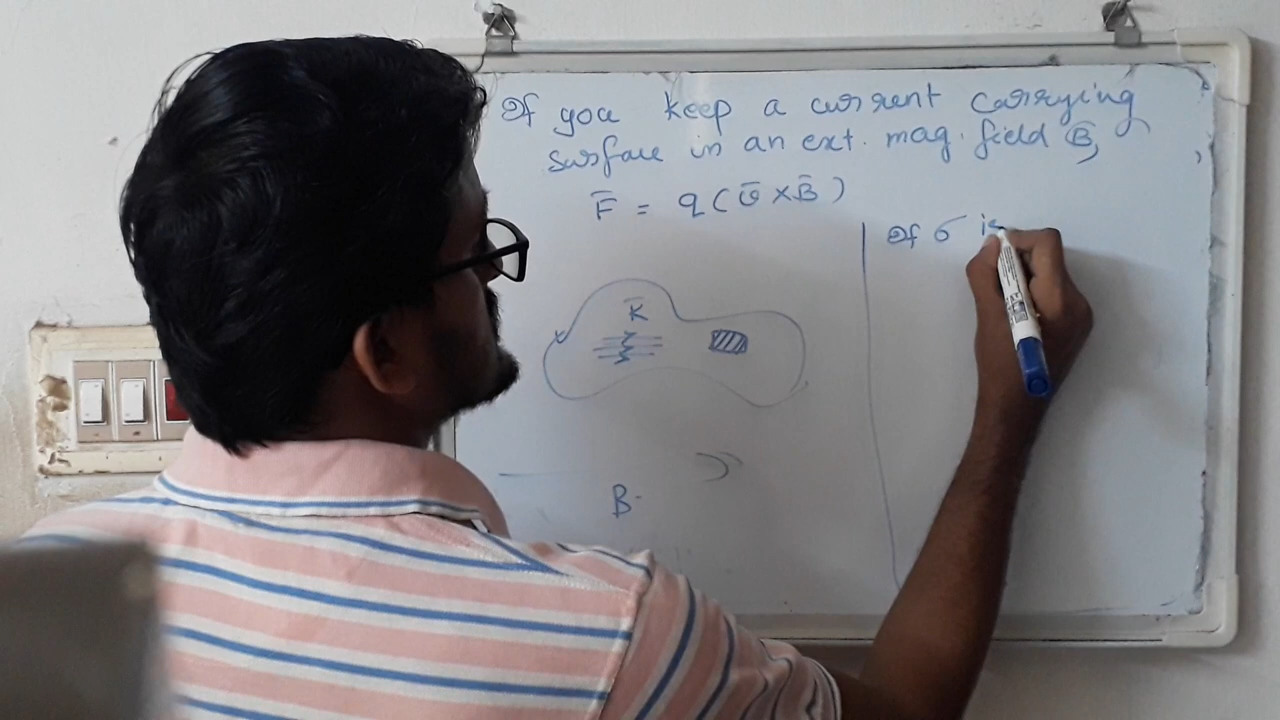 If you keep a current carrying
surface in an ext. mag. field B̄,
F̄ = q(v̄ × B̄)
If σ is
K̄
B